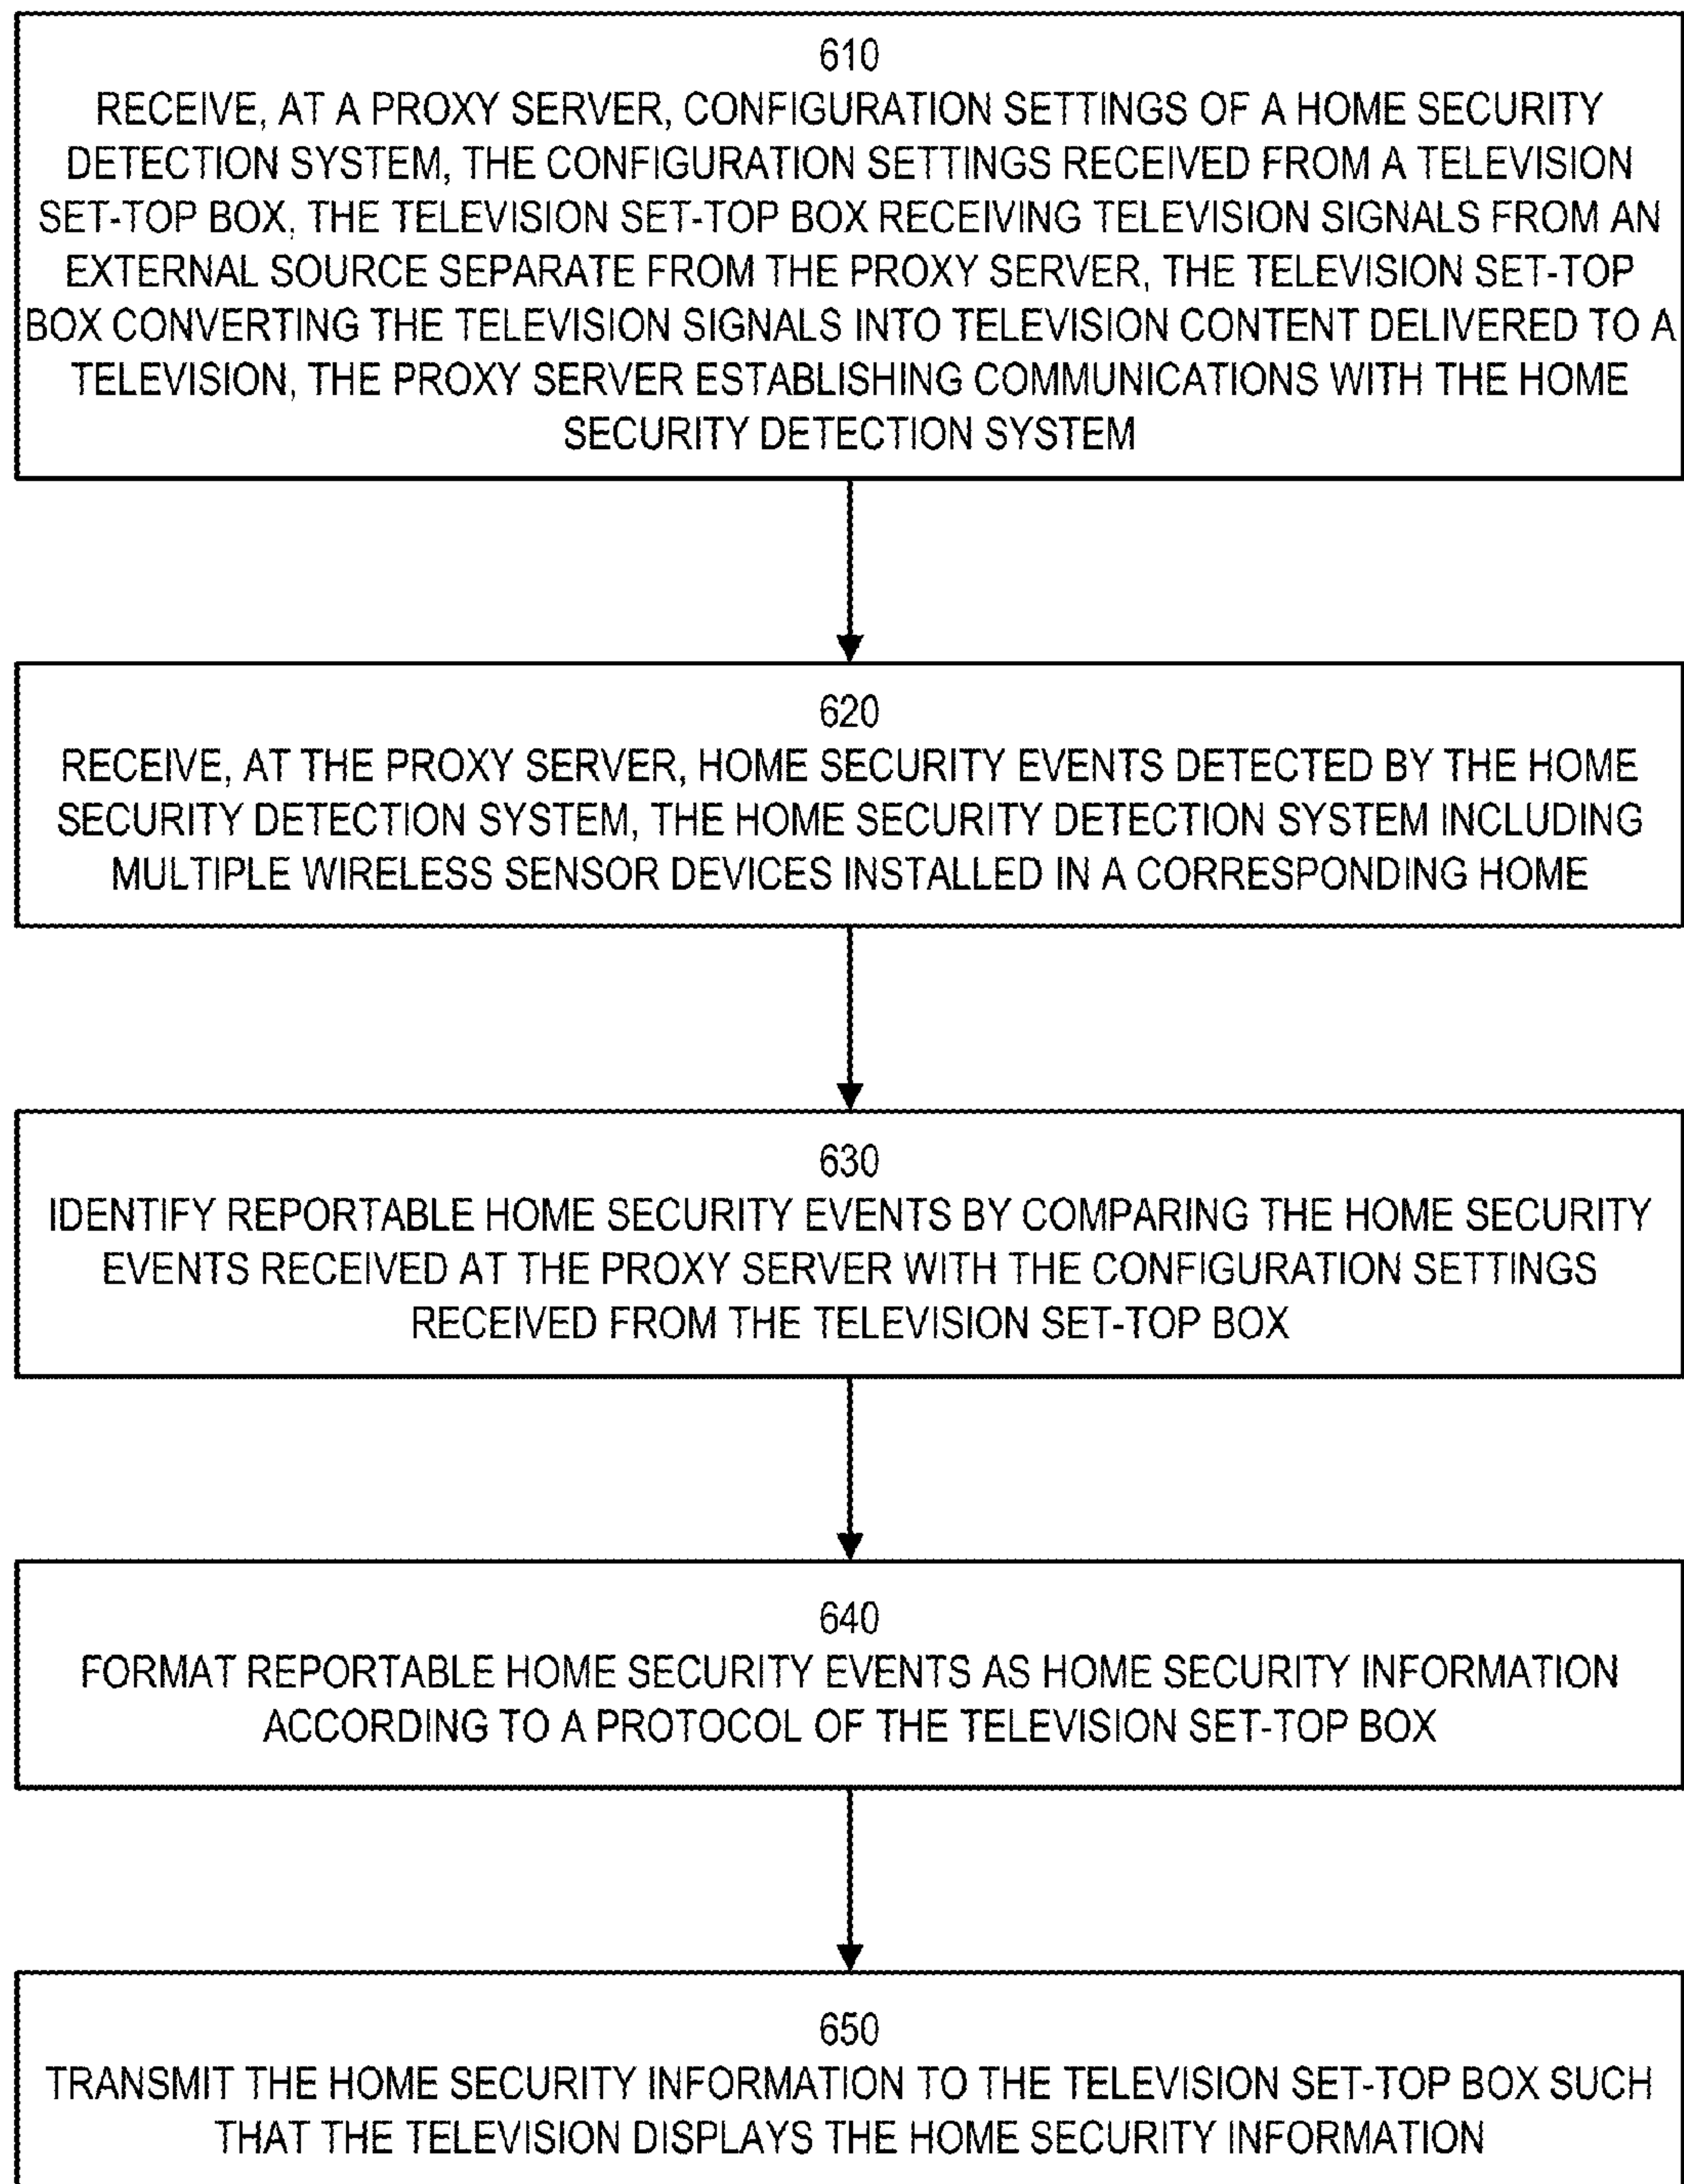 610
RECEIVE, AT A PROXY SERVER, CONFIGURATION SETTINGS OF A HOME SECURITY
DETECTION SYSTEM, THE CONFIGURATION SETTINGS RECEIVED FROM A TELEVISION
SET-TOP BOX, THE TELEVISION SET-TOP BOX RECEIVING TELEVISION SIGNALS FROM AN
EXTERNAL SOURCE SEPARATE FROM THE PROXY SERVER, THE TELEVISION SET-TOP
BOX CONVERTING THE TELEVISION SIGNALS INTO TELEVISION CONTENT DELIVERED TO A
TELEVISION, THE PROXY SERVER ESTABLISHING COMMUNICATIONS WITH THE HOME
SECURITY DETECTION SYSTEM
620
RECEIVE, AT THE PROXY SERVER, HOME SECURITY EVENTS DETECTED BY THE HOME
SECURITY DETECTION SYSTEM, THE HOME SECURITY DETECTION SYSTEM INCLUDING
MULTIPLE WIRELESS SENSOR DEVICES INSTALLED IN A CORRESPONDING HOME
630
IDENTIFY REPORTABLE HOME SECURITY EVENTS BY COMPARING THE HOME SECURITY
EVENTS RECEIVED AT THE PROXY SERVER WITH THE CONFIGURATION SETTINGS
RECEIVED FROM THE TELEVISION SET-TOP BOX
640
FORMAT REPORTABLE HOME SECURITY EVENTS AS HOME SECURITY INFORMATION
ACCORDING TO A PROTOCOL OF THE TELEVISION SET-TOP BOX
650
TRANSMIT THE HOME SECURITY INFORMATION TO THE TELEVISION SET-TOP BOX SUCH
THAT THE TELEVISION DISPLAYS THE HOME SECURITY INFORMATION